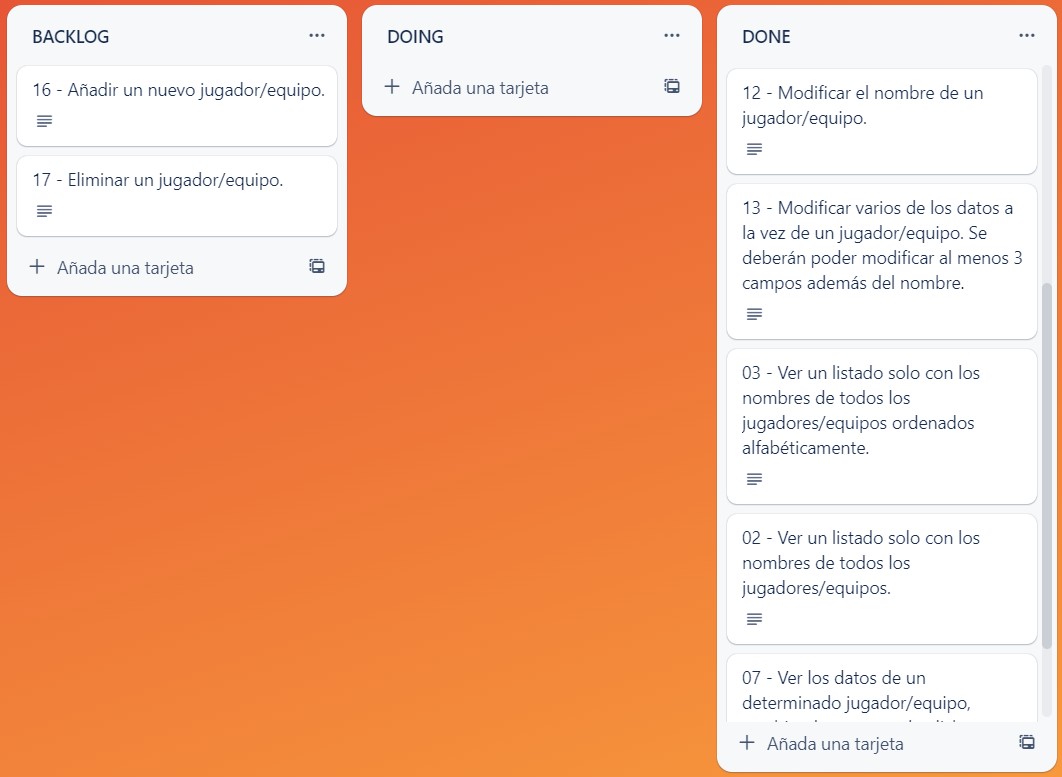 BACKLOG
16 - Añadir un nuevo jugador/equipo.
17 - Eliminar un jugador/equipo.
Añada una tarjeta
DOING
Añada una tarjeta
DONE
12 - Modificar el nombre de un
jugador/equipo.
13 - Modificar varios de los datos a
la vez de un jugador/equipo. Se
deberán poder modificar al menos 3
campos además del nombre.
03 - Ver un listado solo con los
nombres de todos los
jugadores/equipos ordenados
alfabéticamente.
02 - Ver un listado solo con los
nombres de todos los
jugadores/equipos.
07 - Ver los datos de un
determinado jugador/equipo,
Añada una tarjeta